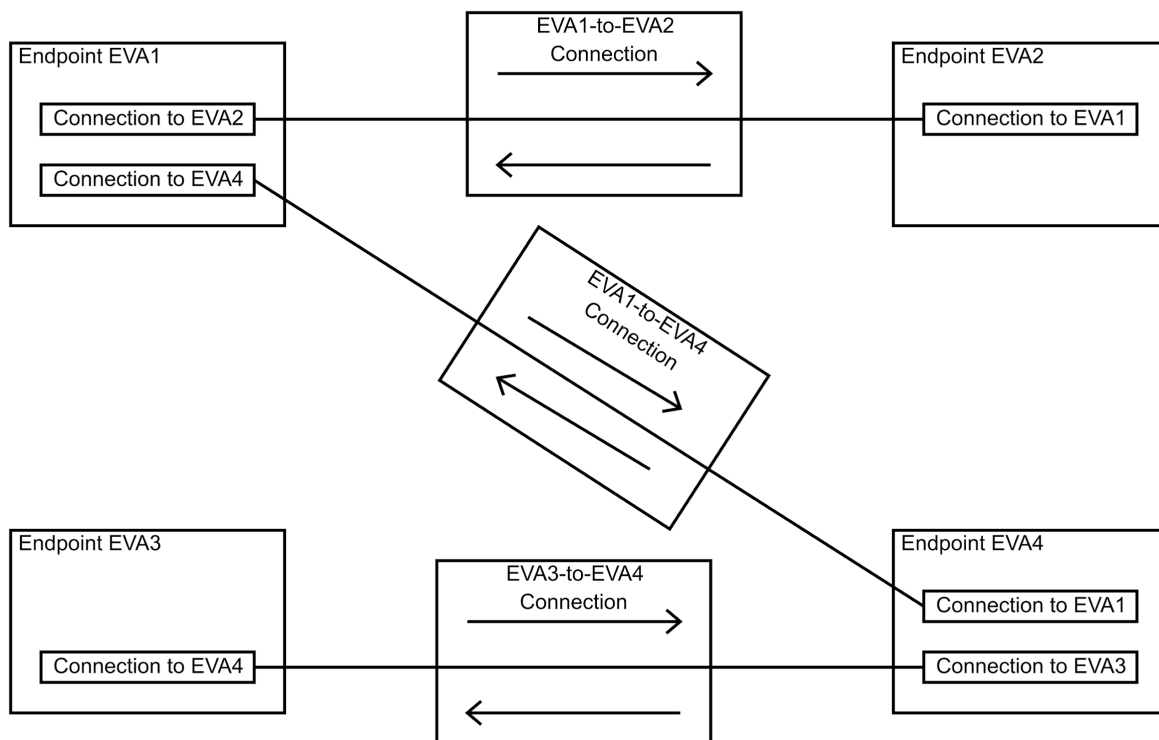 EVA1-to-EVA2
Connection
Endpoint EVA1
Connection to EVA2
Connection to EVA4
Endpoint EVA2
Connection to EVA1
EVA1-to-EVA4
Connection
Endpoint EVA3
Connection to EVA4
EVA3-to-EVA4
Connection
Endpoint EVA4
Connection to EVA1
Connection to EVA3